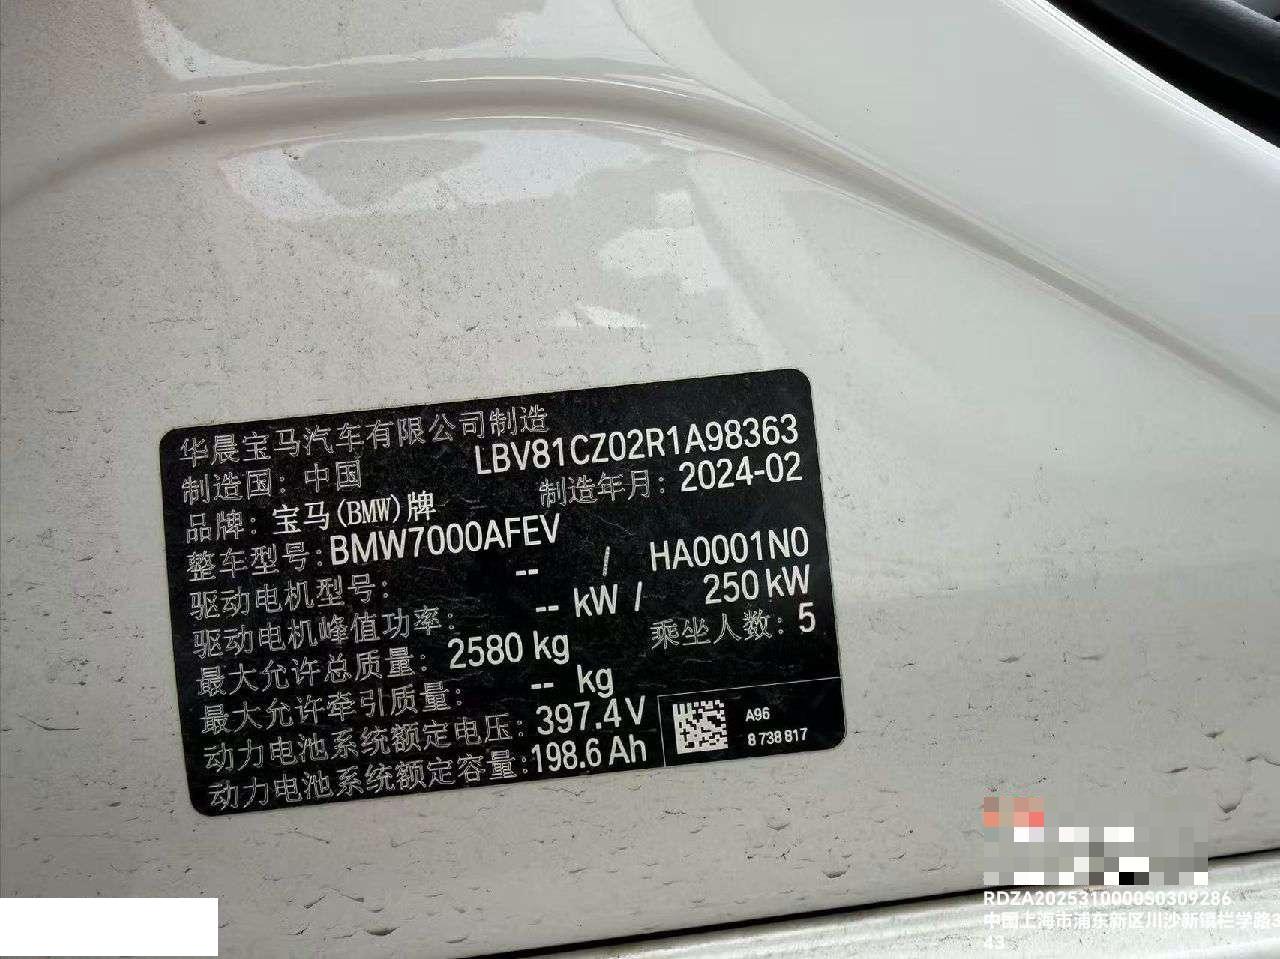 华晨宝马汽车有限公司制造
LBV81CZ02R1A98363
制造国：中国
制造年月：2024-02
品牌：宝马(BMW)牌
整车型号：BMW7000AFEV
驱动电机型号： -- / HA0001N0
驱动电机峰值功率： -- kW / 250 kW
最大允许总质量： 2580 kg 乘坐人数：5
最大允许牵引质量： -- kg
动力电池系统额定电压：397.4V
动力电池系统额定容量：198.6 Ah
A96
8 738 817
RDZA202531000050309286
中国上海市浦东新区川沙新镇栏学路3
43